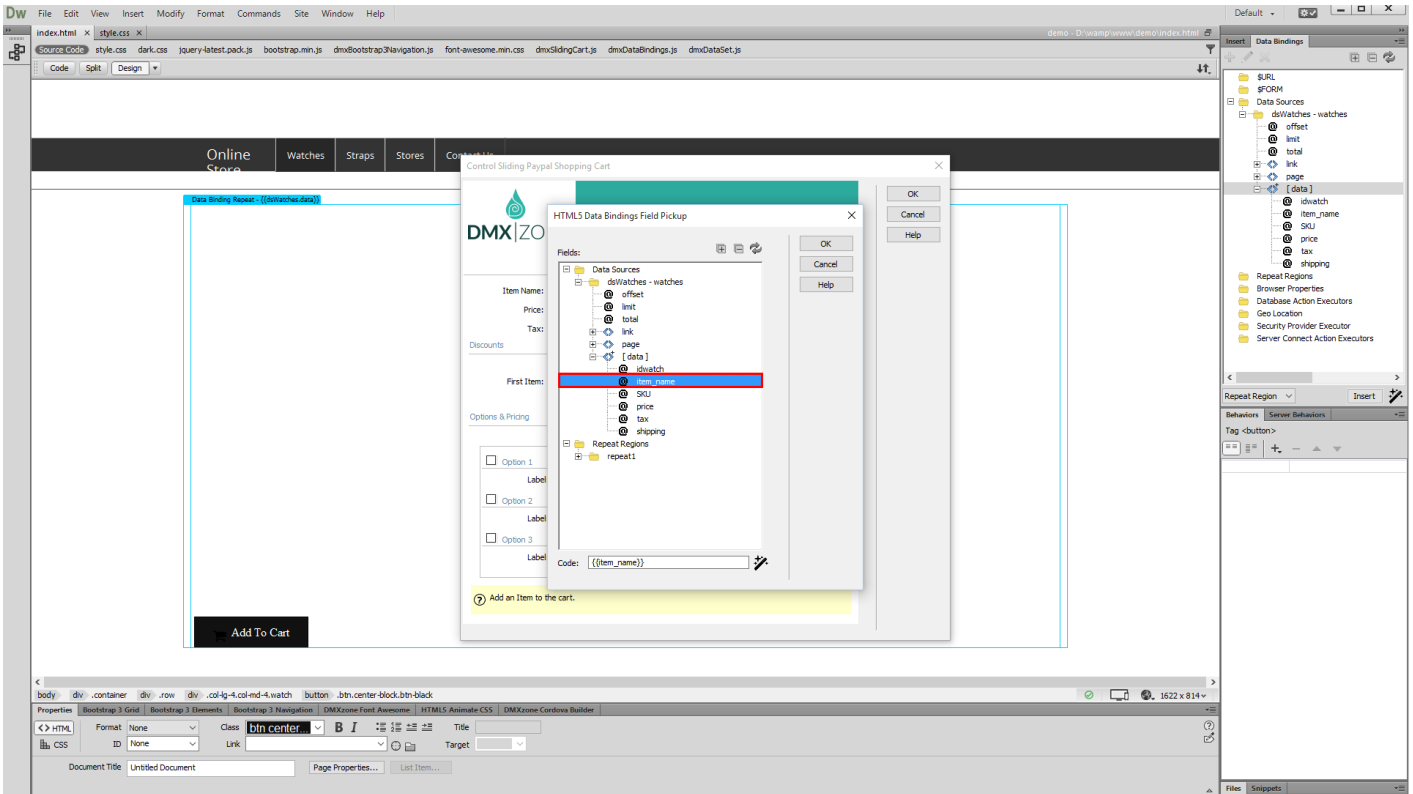 DW File Edit View Insert Modify Format Commands Site Window Help Default
index.html × style.css × demo - D:\wamp\www\demo\index.html
Source Code style.css dark.css jquery-latest.pack.js bootstrap.min.js dmxBootstrap3Navigation.js font-awesome.min.css dmxSlidingCart.js dmxDataBindings.js dmxDataSet.js
Code Split Design
Online
Store
Watches Straps Stores Contact Us
Data Binding Repeat - {{dsWatches.data}}
Add To Cart
Control Sliding Paypal Shopping Cart
OK
Cancel
Help
DMX|ZO
Item Name:
Price:
Tax:
Discounts
First Item:
Options & Pricing
Option 1
Label
Option 2
Label
Option 3
Label
? Add an Item to the cart.
HTML5 Data Bindings Field Pickup
Fields:
OK
Cancel
Help
Data Sources
dsWatches - watches
@ offset
@ limit
@ total
link
page
[ data ]
@ idwatch
@ item_name
@ SKU
@ price
@ tax
@ shipping
Repeat Regions
repeat1
Code: {{item_name}}
Insert Data Bindings
$URL
$FORM
Data Sources
dsWatches - watches
@ offset
@ limit
@ total
link
page
[ data ]
@ idwatch
@ item_name
@ SKU
@ price
@ tax
@ shipping
Repeat Regions
Browser Properties
Database Action Executors
Geo Location
Security Provider Executor
Server Connect Action Executors
Repeat Region Insert
Behaviors Server Behaviors
Tag <button>
body div .container div .row div .col-lg-4.col-md-4.watch button .btn.center-block.btn-black 1622 x 814
Properties Bootstrap 3 Grid Bootstrap 3 Elements Bootstrap 3 Navigation DMXzone Font Awesome HTML5 Animate CSS DMXzone Cordova Builder
<> HTML Format None Class btn center... B I Title
CSS ID None Link Target
Document Title Untitled Document Page Properties... List Item...
Files Snippets